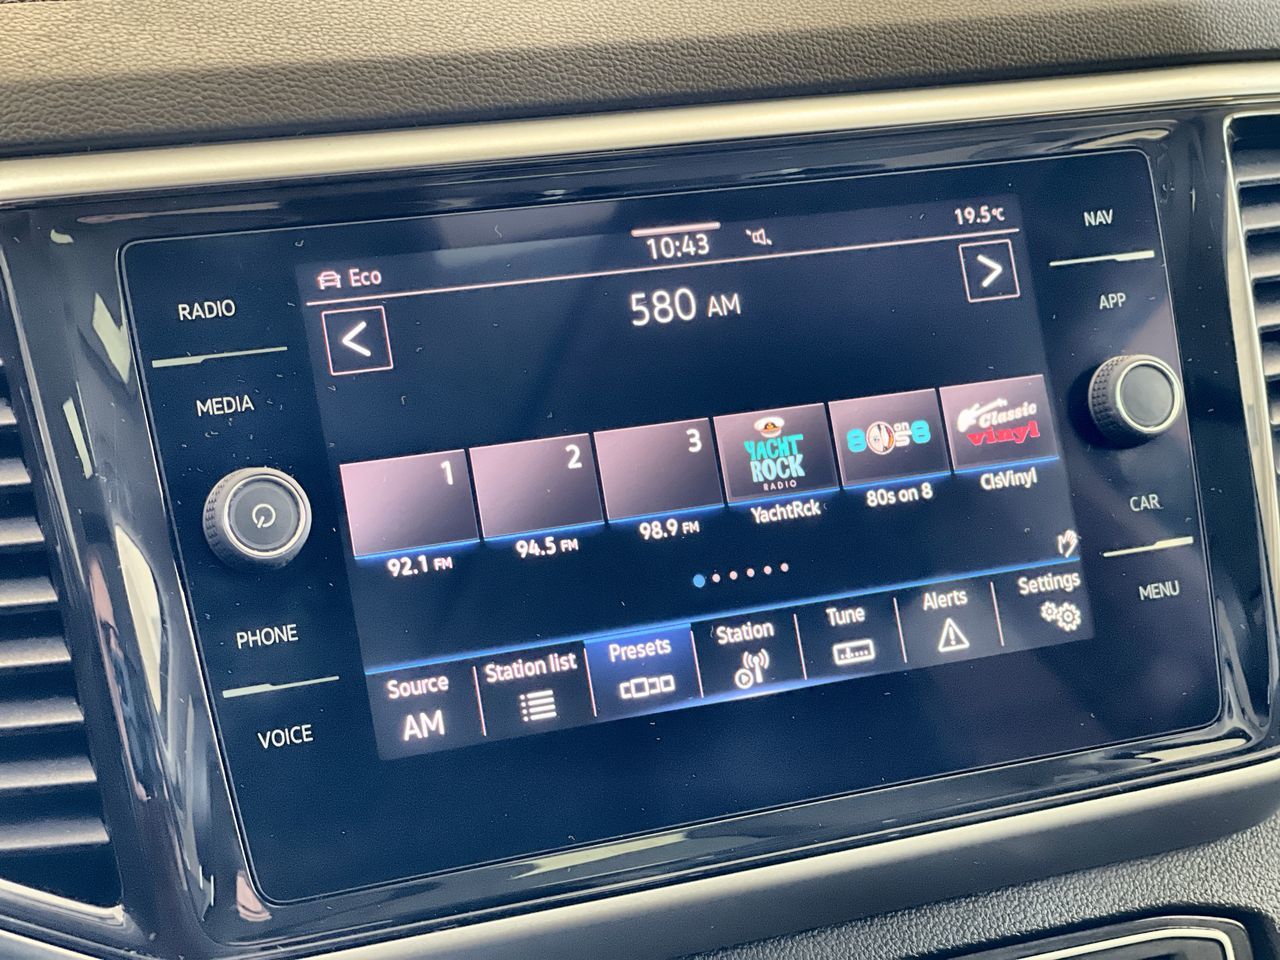 10:43
19.5°C
Eco
<
580 AM
>
RADIO
MEDIA
PHONE
VOICE
1
2
3
YACHT
ROCK
RADIO
80s on 8
Classic
vinyl
92.1 FM
94.5 FM
98.9 FM
YachtRck
80s on 8
ClsVinyl
Source
AM
Station list
Presets
Station
Tune
Alerts
Settings
NAV
APP
CAR
MENU